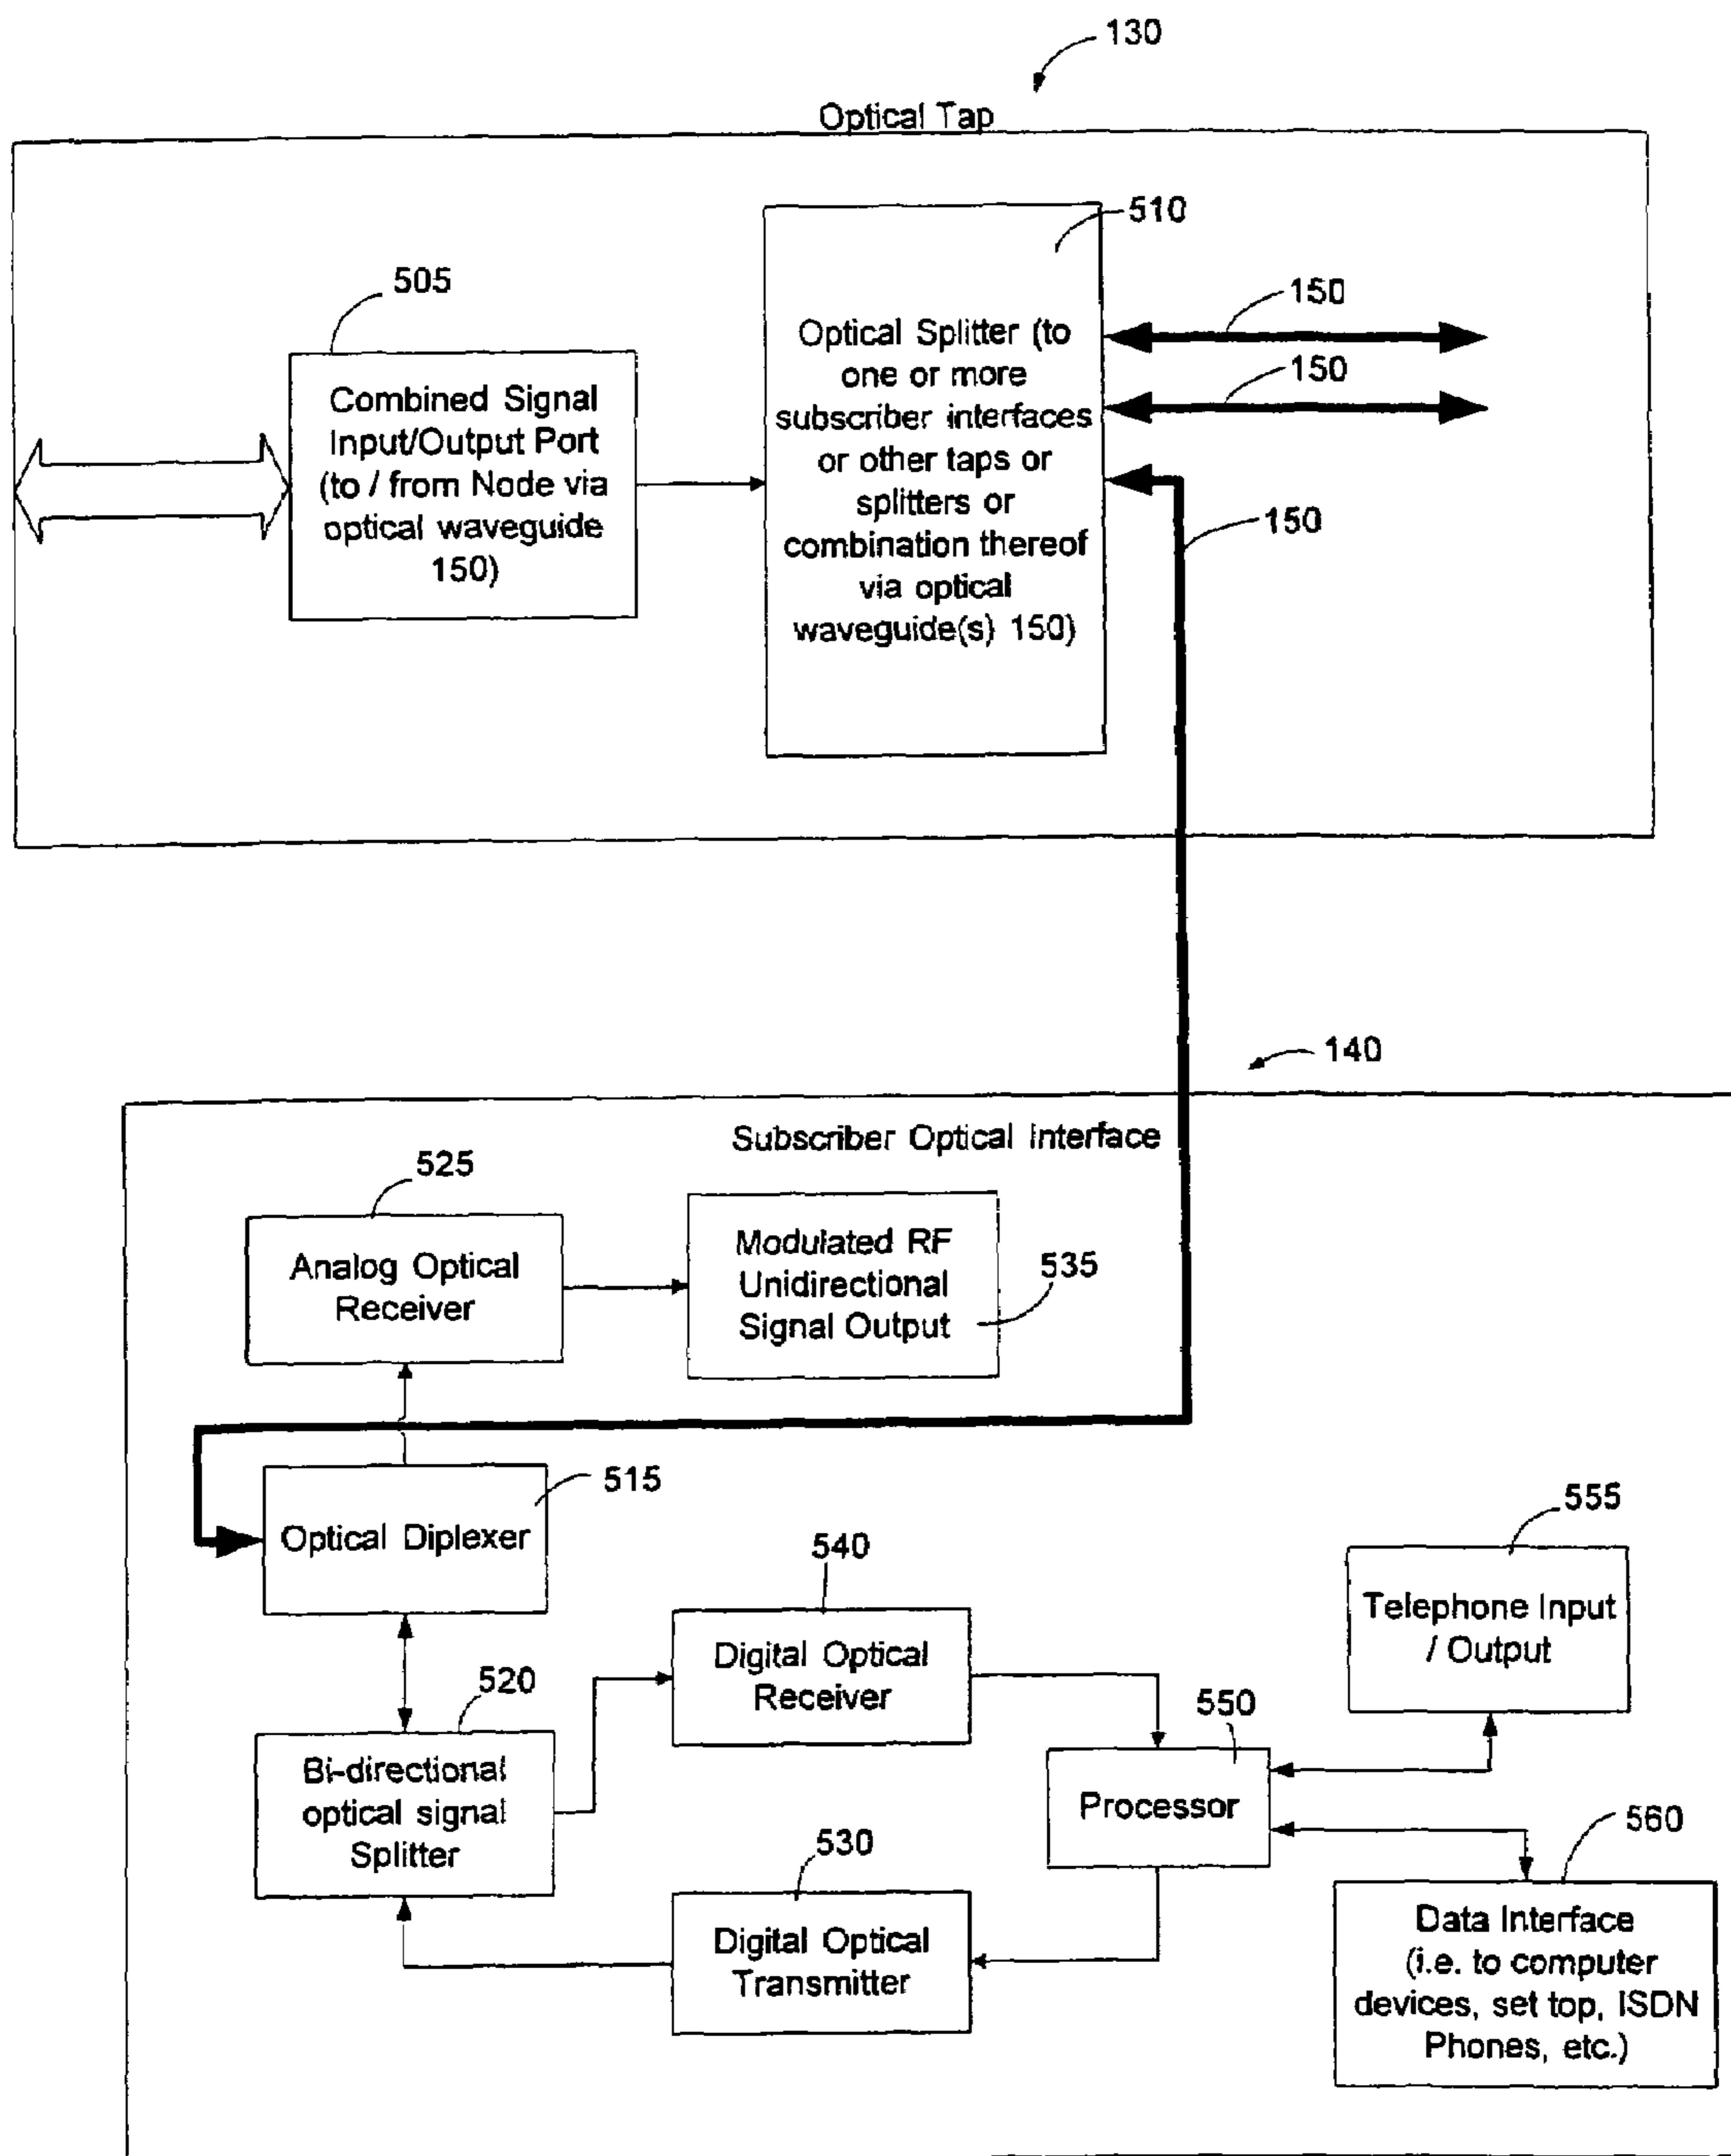 130
Optical Tap
510
505
150
Combined Signal
Input/Output Port
(to / from Node via
optical waveguide
150)
Optical Splitter (to
one or more
subscriber interfaces
or other taps or
splitters or
combination thereof
via optical
waveguide(s) 150)
150
150
140
Subscriber Optical Interface
525
Analog Optical
Receiver
Modulated RF
Unidirectional
Signal Output
535
515
Optical Diplexer
555
Telephone Input
/ Output
540
Digital Optical
Receiver
520
Bi-directional
optical signal
Splitter
550
Processor
530
Digital Optical
Transmitter
560
Data Interface
(i.e. to computer
devices, set top, ISDN
Phones, etc.)